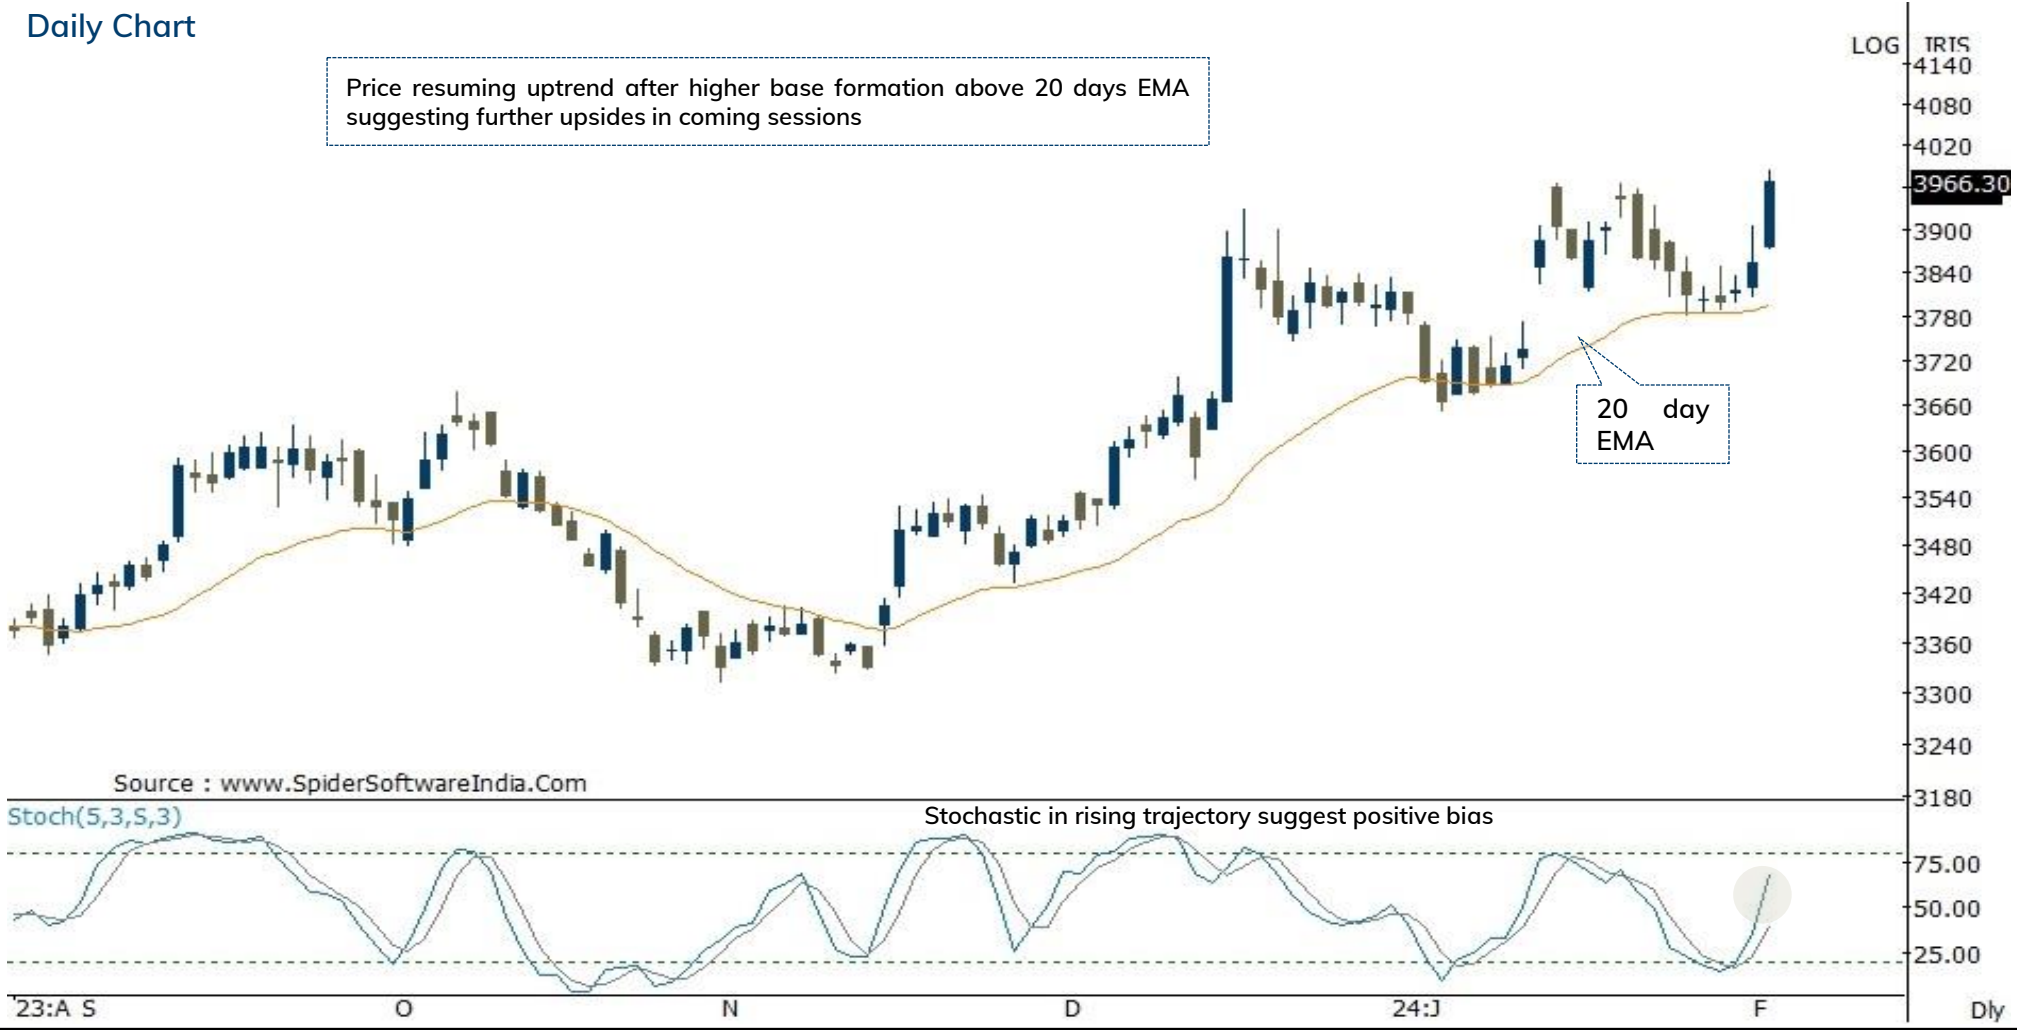 Daily Chart
LOG IRIS
Price resuming uptrend after higher base formation above 20 days EMA
suggesting further upsides in coming sessions
4140
4080
4020
3966.30
3900
3840
3780
3720
3660
3600
3540
3480
3420
3360
3300
3240
3180
20 day
EMA
Source : www.SpiderSoftwareIndia.Com
Stoch(5,3,S,3)
Stochastic in rising trajectory suggest positive bias
75.00
50.00
25.00
'23:A S O N D 24:J F Dly